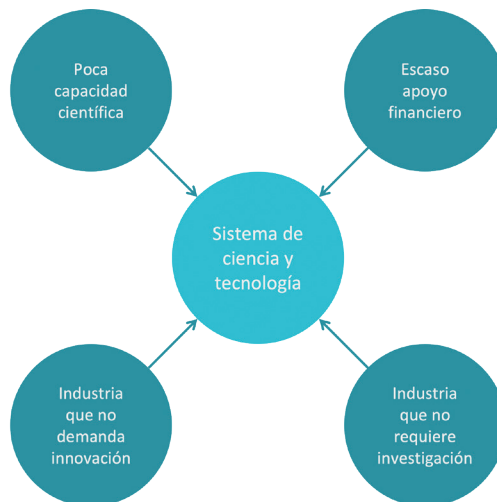 Poca
capacidad
científica
Escaso
apoyo
financiero
Sistema de
ciencia y
tecnología
Industria
que no
demanda
innovación
Industria
que no
requiere
investigación